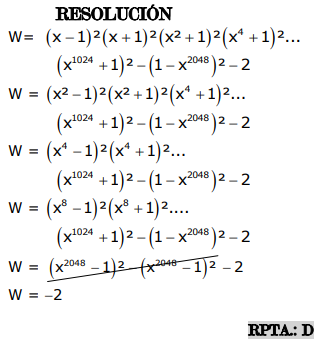 RESOLUCIÓN
W= (x – 1)²(x + 1)²(x² + 1)²(x⁴ + 1)²...
(x¹⁰²⁴ + 1)² – (1 – x²⁰⁴⁸)² – 2
W = (x² – 1)²(x² + 1)²(x⁴ + 1)²...
(x¹⁰²⁴ + 1)² – (1 – x²⁰⁴⁸)² – 2
W = (x⁴ – 1)²(x⁴ + 1)²...
(x¹⁰²⁴ + 1)² – (1 – x²⁰⁴⁸)² – 2
W = (x⁸ – 1)²(x⁸ + 1)²....
(x¹⁰²⁴ + 1)² – (1 – x²⁰⁴⁸)² – 2
W = (x²⁰⁴⁸ – 1)² – (x²⁰⁴⁸ – 1)² – 2
W = –2
RPTA.: D